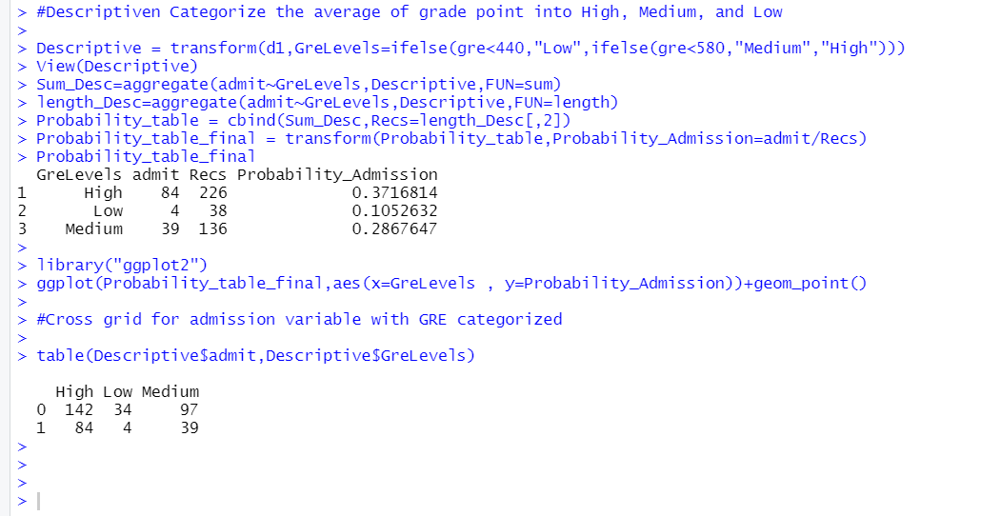 > #Descriptiven Categorize the average of grade point into High, Medium, and Low
>
> Descriptive = transform(d1,GreLevels=ifelse(gre<440,"Low",ifelse(gre<580,"Medium","High")))
> View(Descriptive)
> Sum_Desc=aggregate(admit~GreLevels,Descriptive,FUN=sum)
> length_Desc=aggregate(admit~GreLevels,Descriptive,FUN=length)
> Probability_table = cbind(Sum_Desc,Recs=length_Desc[,2])
> Probability_table_final = transform(Probability_table,Probability_Admission=admit/Recs)
> Probability_table_final
  GreLevels admit Recs Probability_Admission
1      High    84  226             0.3716814
2       Low     4   38             0.1052632
3    Medium    39  136             0.2867647
>
> library("ggplot2")
> ggplot(Probability_table_final,aes(x=GreLevels , y=Probability_Admission))+geom_point()
>
> #Cross grid for admission variable with GRE categorized
>
> table(Descriptive$admit,Descriptive$GreLevels)
   
    High Low Medium
  0  142  34     97
  1   84   4     39
>
>
>
>